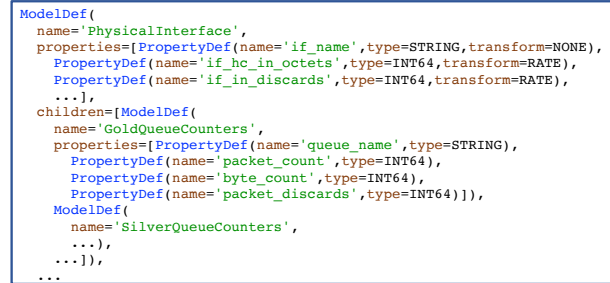 ModelDef(
  name='PhysicalInterface',
  properties=[PropertyDef(name='if_name',type=STRING,transform=NONE),
    PropertyDef(name='if_hc_in_octets',type=INT64,transform=RATE),
    PropertyDef(name='if_in_discards',type=INT64,transform=RATE),
    ...],
  children=[ModelDef(
    name='GoldQueueCounters',
    properties=[PropertyDef(name='queue_name',type=STRING),
      PropertyDef(name='packet_count',type=INT64),
      PropertyDef(name='byte_count',type=INT64),
      PropertyDef(name='packet_discards',type=INT64)]),
    ModelDef(
      name='SilverQueueCounters',
      ...),
    ...]),
  ...